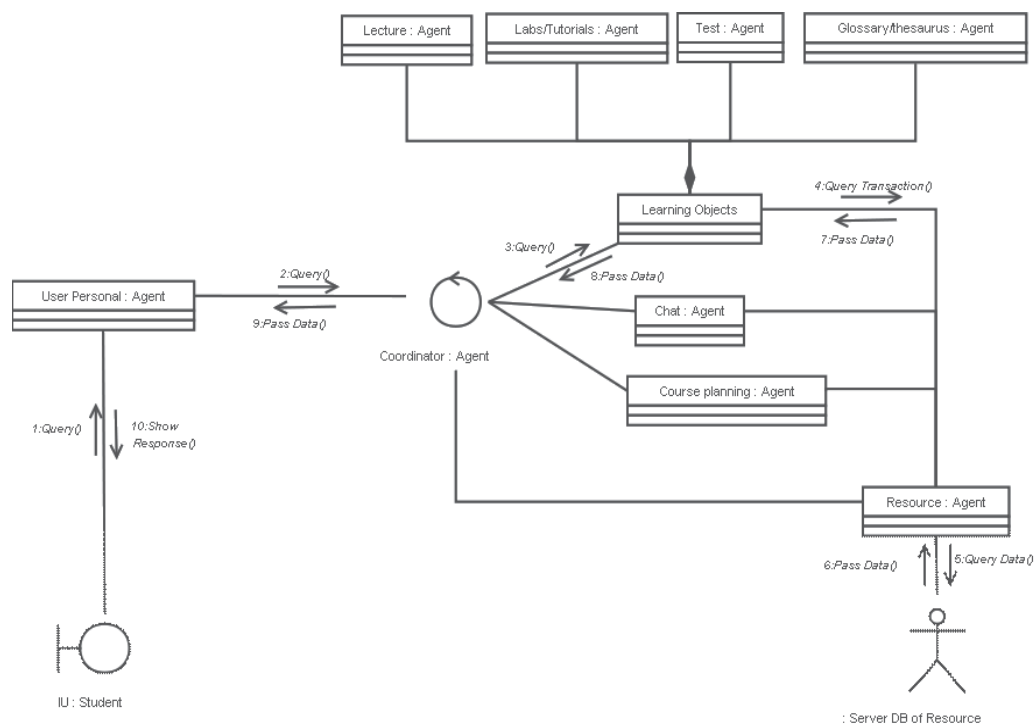 Lecture : Agent
Labs/Tutorials : Agent
Test : Agent
Glossary/thesaurus : Agent
4:Query Transaction()
Learning Objects
7:Pass Data()
3:Query()
8:Pass Data()
2:Query()
User Personal : Agent
9:Pass Data()
Chat : Agent
Coordinator : Agent
Course planning : Agent
1:Query()
10:Show
Response()
Resource : Agent
6:Pass Data()
5:Query Data()
IU : Student
: Server DB of Resource